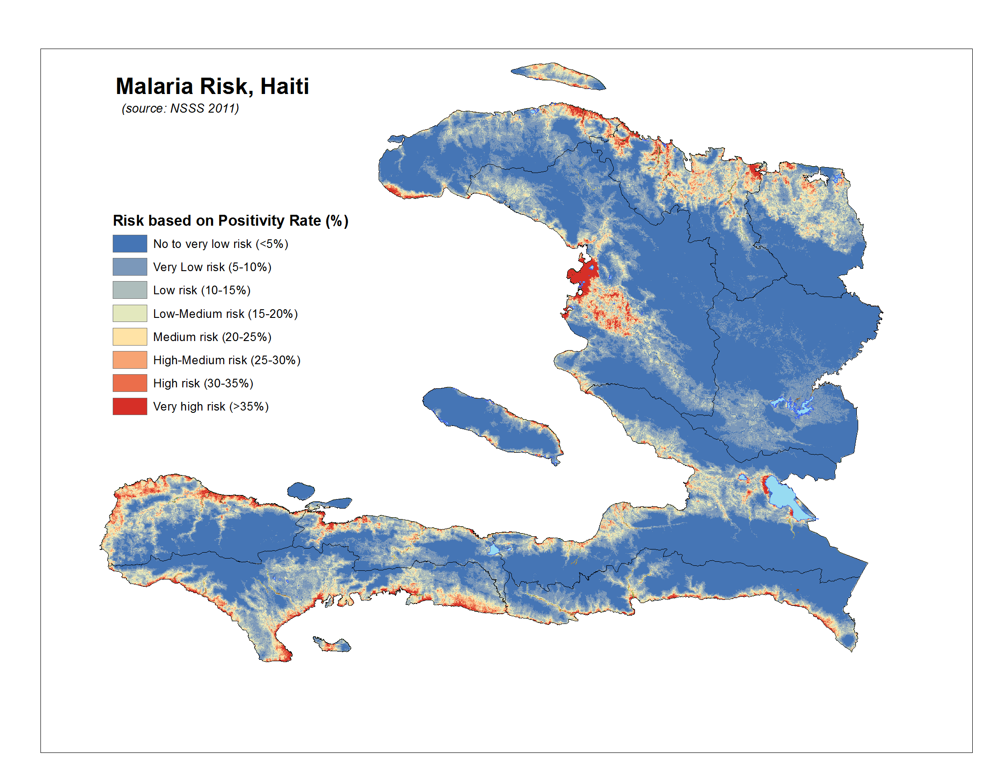 Malaria Risk, Haiti
(source: NSSS 2011)
Risk based on Positivity Rate (%)
No to very low risk (<5%)
Very Low risk (5-10%)
Low risk (10-15%)
Low-Medium risk (15-20%)
Medium risk (20-25%)
High-Medium risk (25-30%)
High risk (30-35%)
Very high risk (>35%)